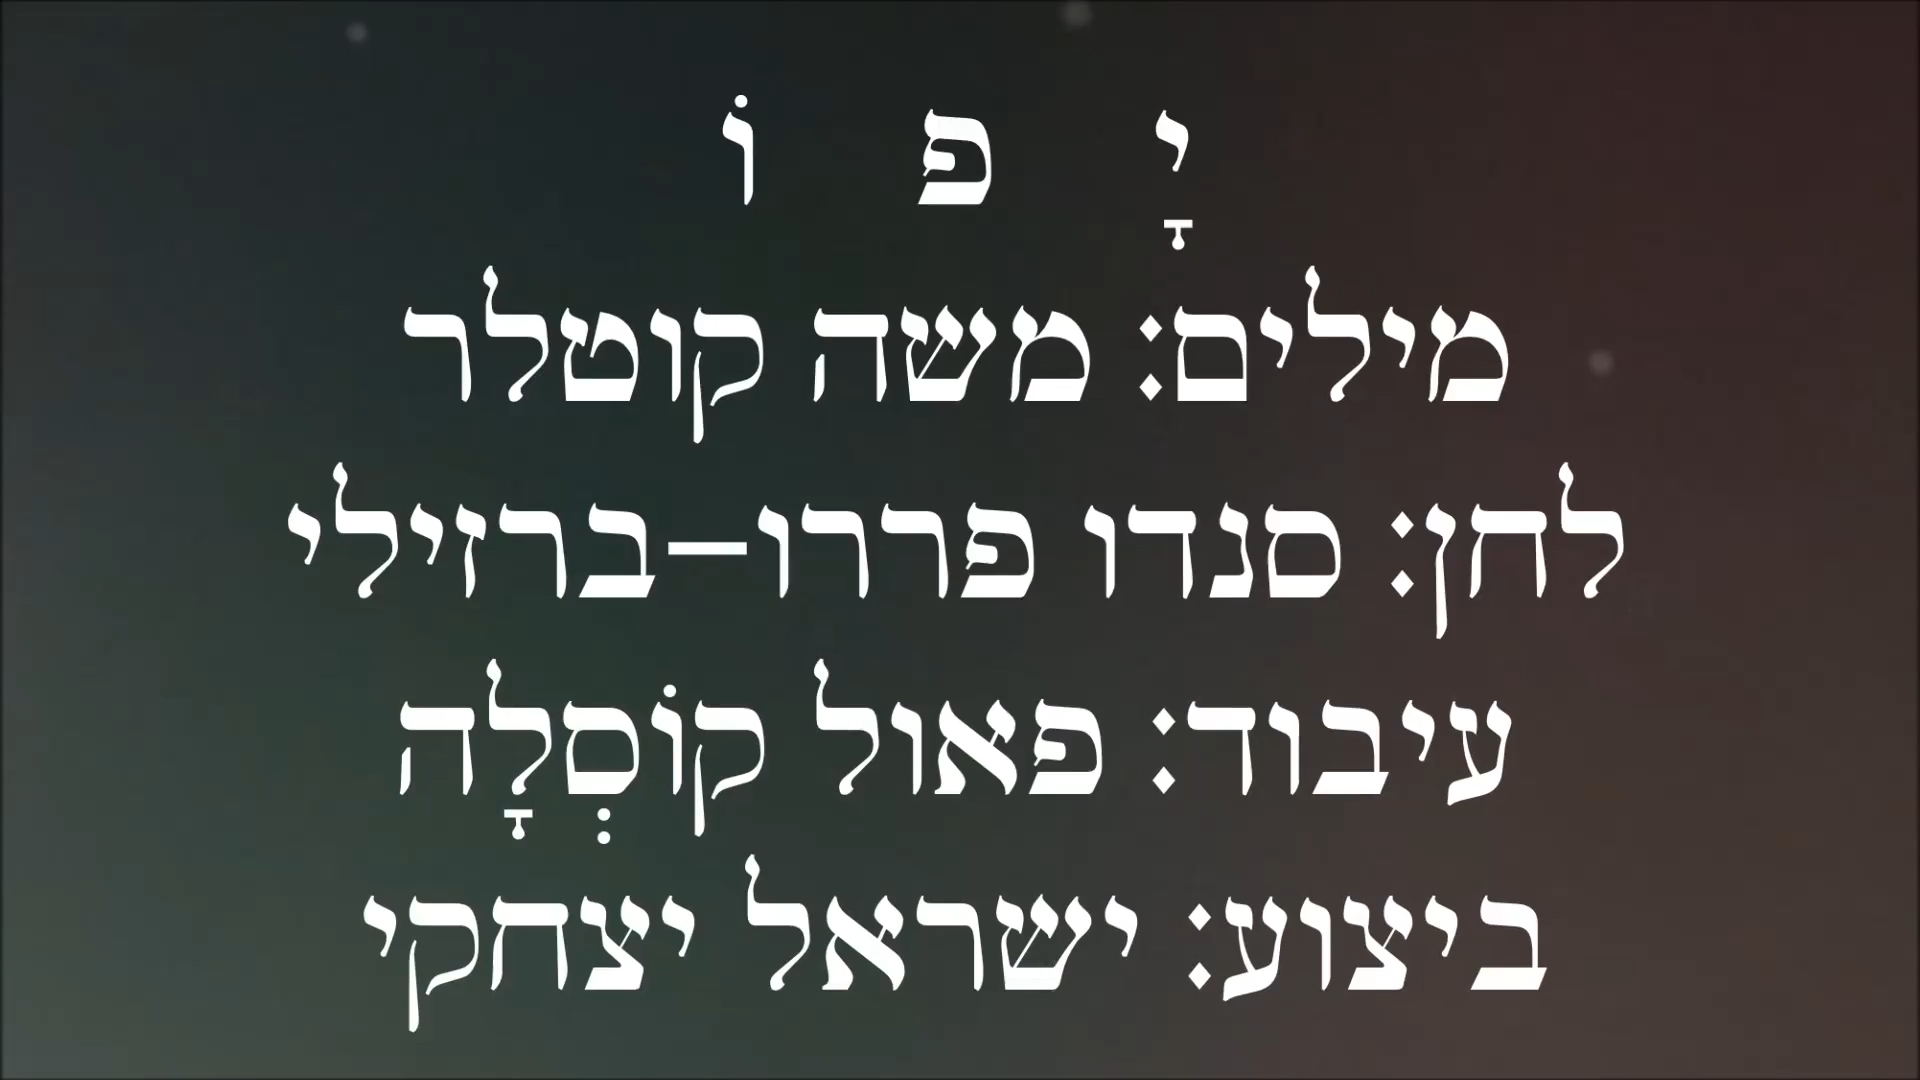 יָ פ וֹ
מילים: משה קוטלר
לחן: סנדו פררו-ברזילי
עיבוד: פאול קוֹסְלָה
ביצוע: ישראל יצחקי